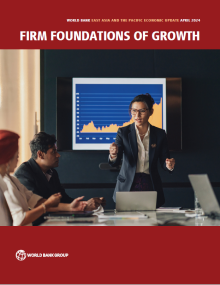 WORLD BANK EAST ASIA AND THE PACIFIC ECONOMIC UPDATE APRIL 2024
FIRM FOUNDATIONS OF GROWTH
WORLD BANK GROUP